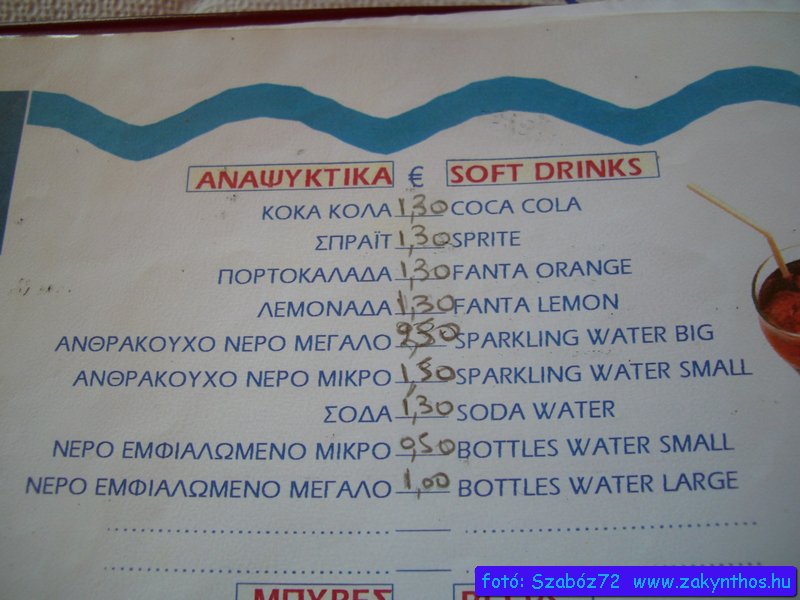 ΑΝΑΨΥΚΤΙΚΑ € SOFT DRINKS
ΚΟΚΑ ΚΟΛΑ 1,30 COCA COLA
ΣΠΡΑΪΤ 1,30 SPRITE
ΠΟΡΤΟΚΑΛΑΔΑ 1,30 FANTA ORANGE
ΛΕΜΟΝΑΔΑ 1,30 FANTA LEMON
ΑΝΘΡΑΚΟΥΧΟ ΝΕΡΟ ΜΕΓΑΛΟ 2,50 SPARKLING WATER BIG
ΑΝΘΡΑΚΟΥΧΟ ΝΕΡΟ ΜΙΚΡΟ 1,50 SPARKLING WATER SMALL
ΣΟΔΑ 1,30 SODA WATER
ΝΕΡΟ ΕΜΦΙΑΛΩΜΕΝΟ ΜΙΚΡΟ 0,50 BOTTLES WATER SMALL
ΝΕΡΟ ΕΜΦΙΑΛΩΜΕΝΟ ΜΕΓΑΛΟ 1,00 BOTTLES WATER LARGE
ΜΠΥΡΕΣ
fotó: Szabóz72 www.zakynthos.hu